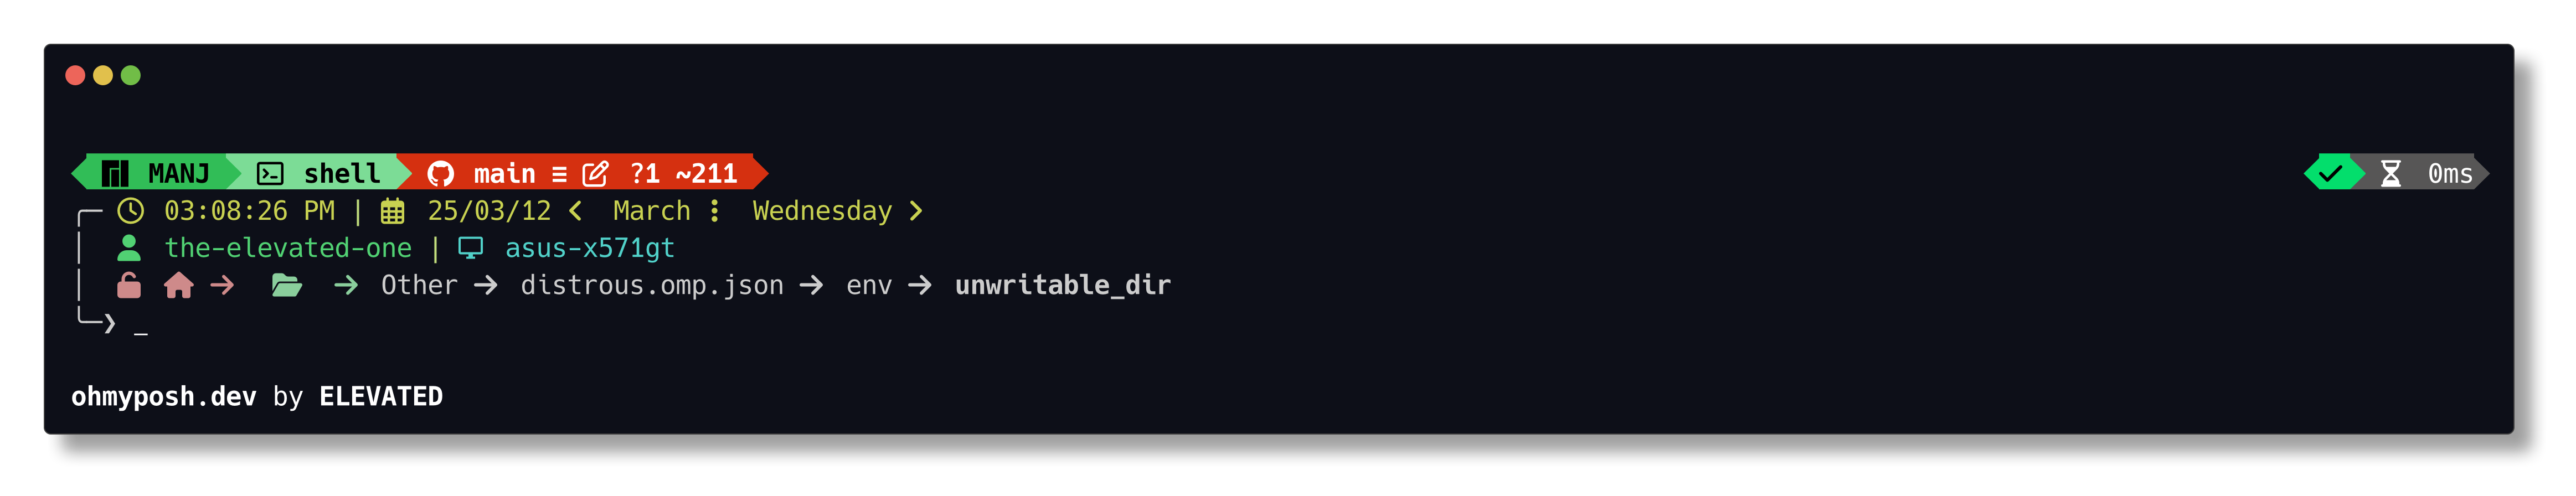 MANJ shell main ≡ ?1 ~211 0ms
03:08:26 PM | 25/03/12 < March ⋮ Wednesday >
the-elevated-one | asus-x571gt
→ → Other → distrous.omp.json → env → unwritable_dir
❯ _
ohmyposh.dev by ELEVATED